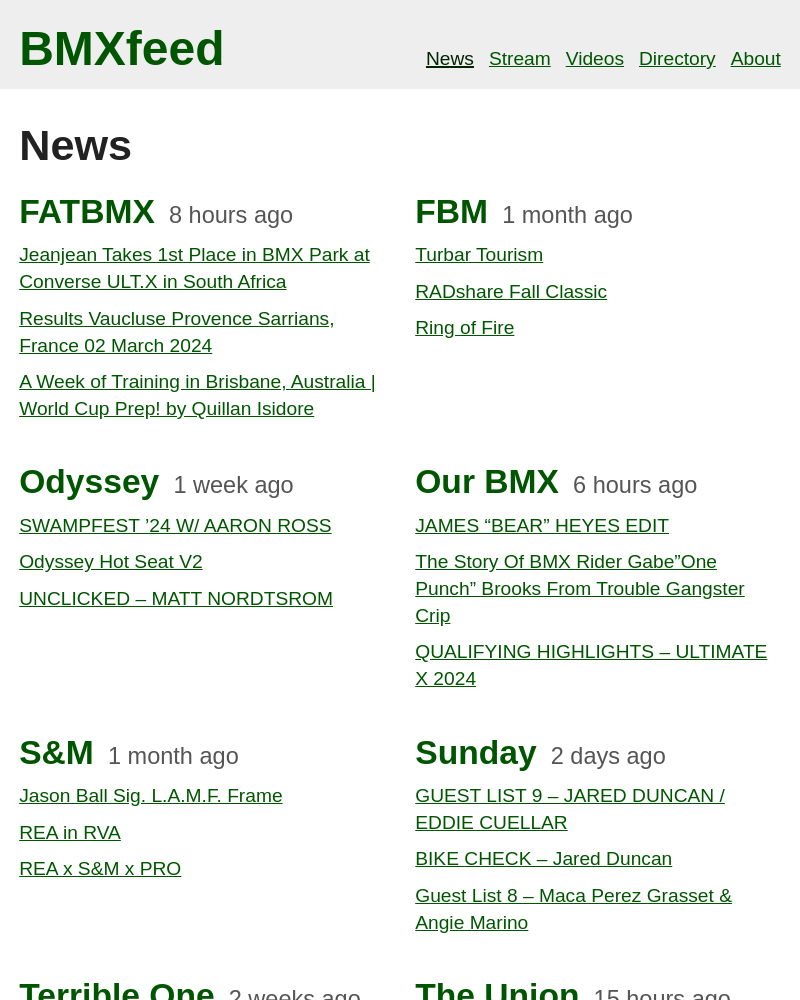 BMXfeed
News Stream Videos Directory About
News
FATBMX 8 hours ago
Jeanjean Takes 1st Place in BMX Park at
Converse ULT.X in South Africa
Results Vaucluse Provence Sarrians,
France 02 March 2024
A Week of Training in Brisbane, Australia |
World Cup Prep! by Quillan Isidore
FBM 1 month ago
Turbar Tourism
RADshare Fall Classic
Ring of Fire
Odyssey 1 week ago
SWAMPFEST ’24 W/ AARON ROSS
Odyssey Hot Seat V2
UNCLICKED – MATT NORDTSROM
Our BMX 6 hours ago
JAMES “BEAR” HEYES EDIT
The Story Of BMX Rider Gabe”One
Punch” Brooks From Trouble Gangster
Crip
QUALIFYING HIGHLIGHTS – ULTIMATE
X 2024
S&M 1 month ago
Jason Ball Sig. L.A.M.F. Frame
REA in RVA
REA x S&M x PRO
Sunday 2 days ago
GUEST LIST 9 – JARED DUNCAN /
EDDIE CUELLAR
BIKE CHECK – Jared Duncan
Guest List 8 – Maca Perez Grasset &
Angie Marino
Terrible One 2 weeks ago
The Union 15 hours ago